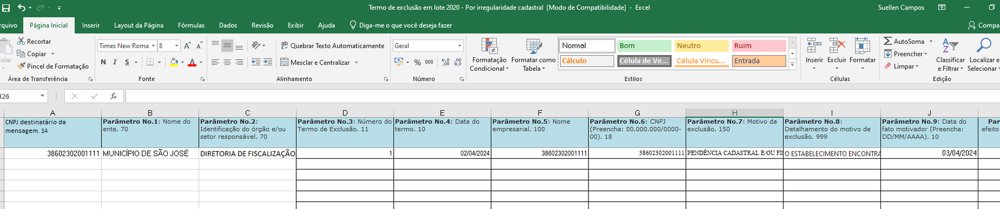 Termo de exclusão em lote 2020 - Por irregularidade cadastral [Modo de Compatibilidade] - Excel
Suellen Campos
rquivo Página Inicial Inserir Layout da Página Fórmulas Dados Revisão Exibir Ajuda Diga-me o que você deseja fazer Compa
Recortar
Copiar
Pincel de Formatação
olar
Área de Transferência
Times New Roma 8
N I S
Fonte
Quebrar Texto Automaticamente
Mesclar e Centralizar
Alinhamento
Geral
% 000
Número
Formatação
Condicional
Formatar como
Tabela
Normal Bom Neutro Ruim
Cálculo Célula de Ve... Célula Vincu... Entrada
Estilos
Inserir Excluir Formatar
Células
AutoSoma
Preencher
Limpar
Classificar
e Filtrar
Localizar e
Selecionar
Edição
H26 fx
A B C D E F G H I J
CNPJ destinatário da
mensagem. 14
Parâmetro No.1: Nome do
ente. 70
Parâmetro No.2:
Identificação do órgão e/ou
setor responsável. 70
Parâmetro No.3: Número do
Termo de Exclusão. 11
Parâmetro No.4: Data do
termo. 10
Parâmetro No.5: Nome
empresarial. 100
Parâmetro No.6: CNPJ
(Preencha: 00.000.000/0000-
00). 18
Parâmetro No.7: Motivo da
exclusão. 150
Parâmetro No.8:
Detalhamento do motivo de
exclusão. 999
Parâmetro No.9: Data do
fato motivador (Preencha:
DD/MM/AAAA). 10
Par
efeito
38602302001111 MUNICÍPIO DE SÃO JOSÉ DIRETORIA DE FISCALIZAÇÃO 1 02/04/2024 38602302001111 38602302001111 PENDÊNCIA CADASTRAL E/OU FIS O ESTABELECIMENTO ENCONTRA 03/04/2024